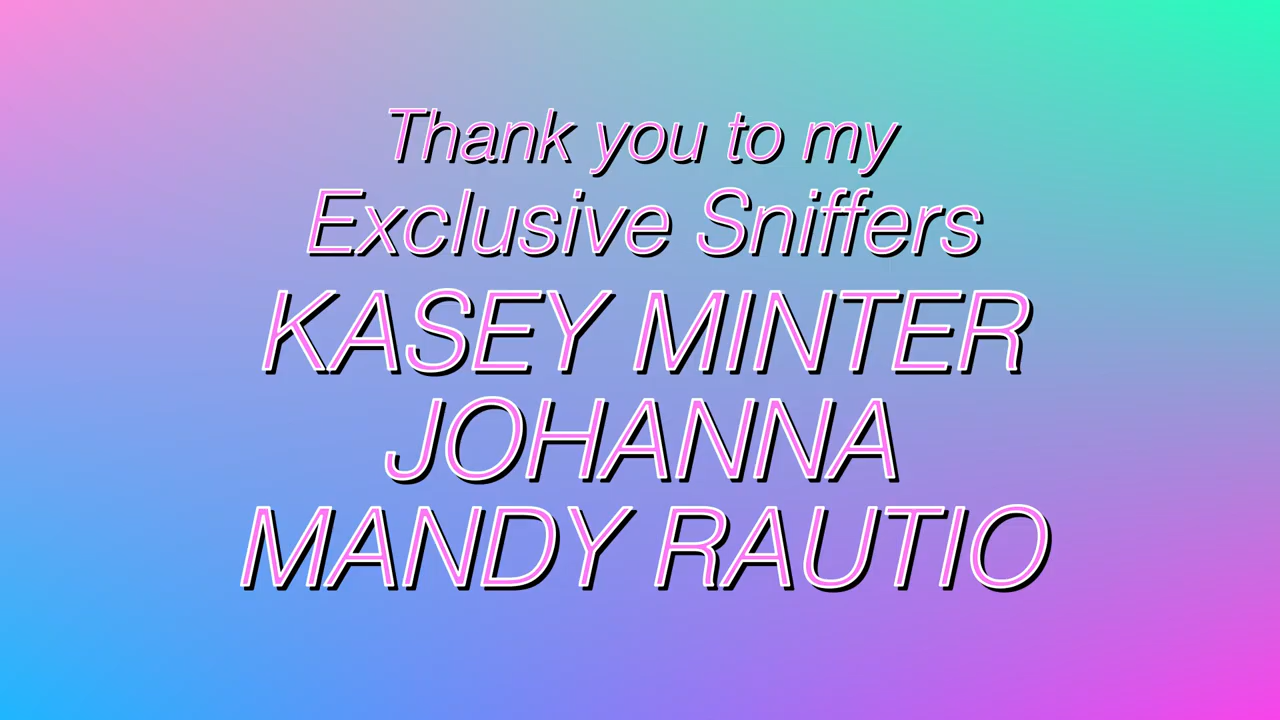 Thank you to my
Exclusive Sniffers
KASEY MINTER
JOHANNA
MANDY RAUTIO